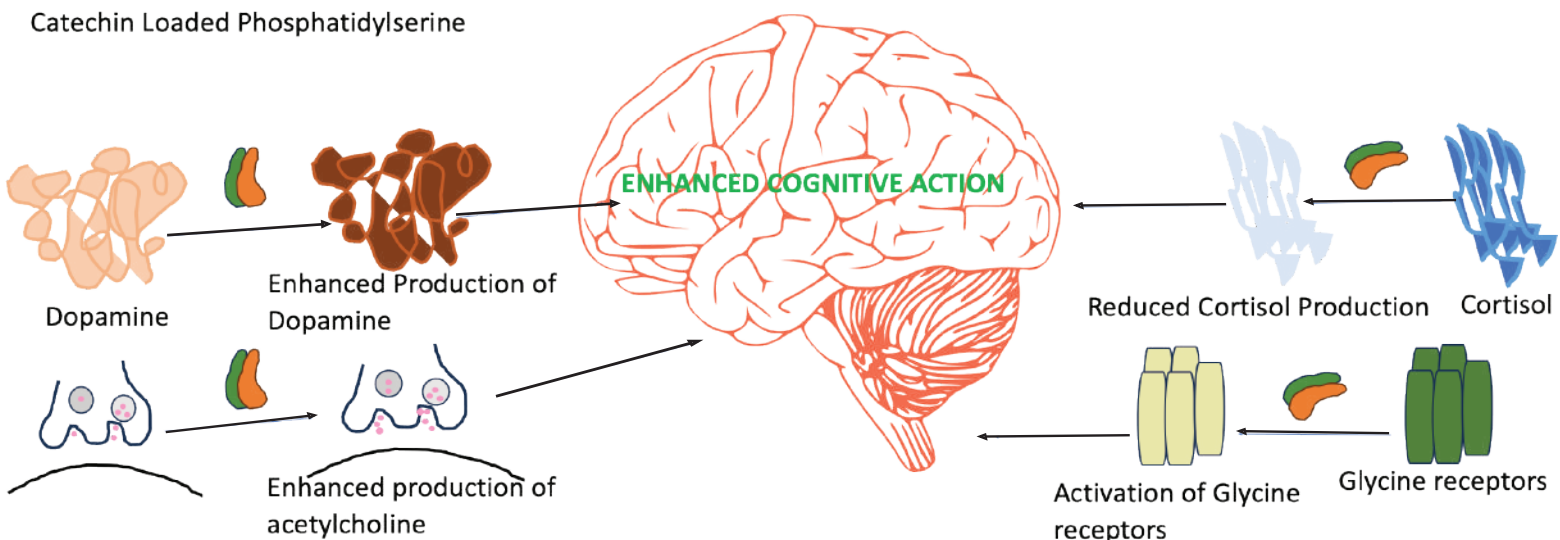 Catechin Loaded Phosphatidylserine
ENHANCED COGNITIVE ACTION
Dopamine
Enhanced Production of
Dopamine
Reduced Cortisol Production
Cortisol
Enhanced production of
acetylcholine
Activation of Glycine
receptors
Glycine receptors